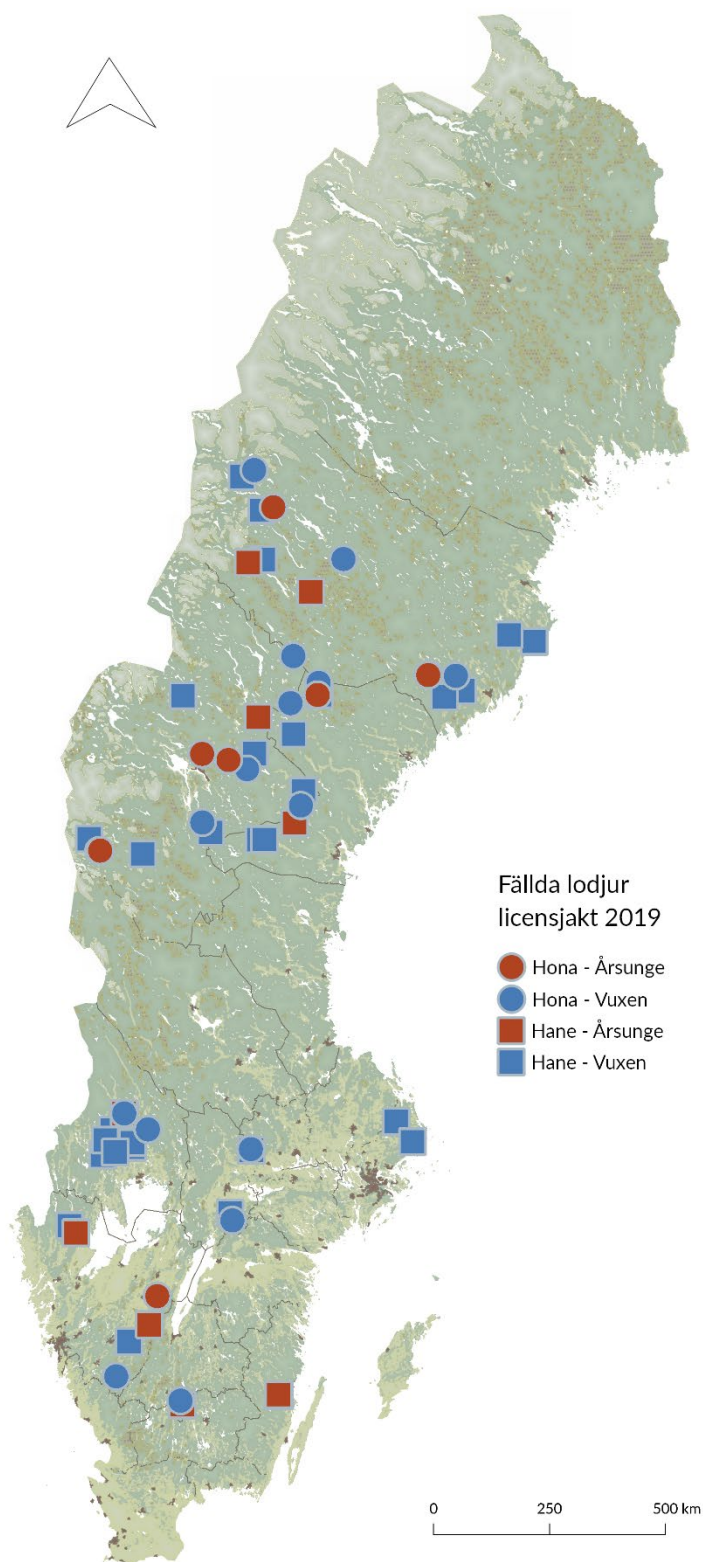 Fällda lodjur
licensjakt 2019
Hona - Årsunge
Hona - Vuxen
Hane - Årsunge
Hane - Vuxen
0 250 500 km